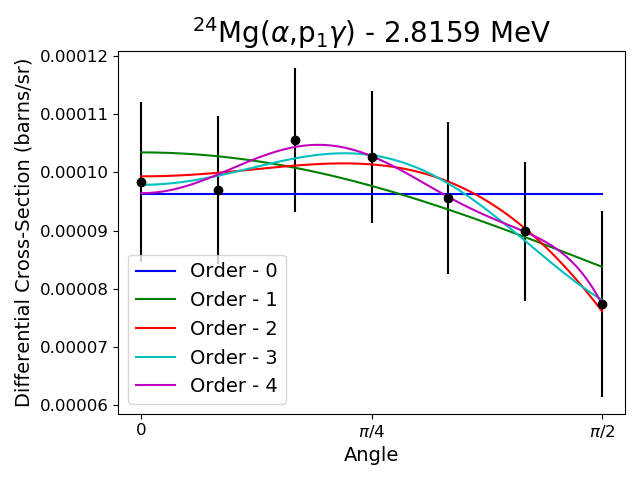 ²⁴Mg(α,p₁γ) - 2.8159 MeV
Differential Cross-Section (barns/sr)
0.00012
0.00011
0.00010
0.00009
0.00008
0.00007
0.00006
Order - 0
Order - 1
Order - 2
Order - 3
Order - 4
0
π/4
π/2
Angle